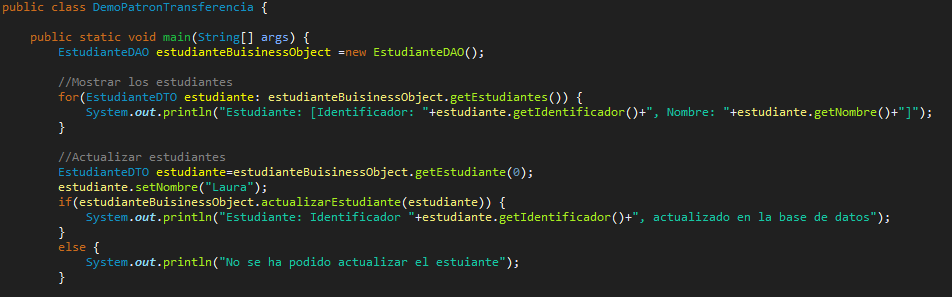 public class DemoPatronTransferencia {
public static void main(String[] args) {
EstudianteDAO estudianteBuisinessObject =new EstudianteDAO();
//Mostrar los estudiantes
for(EstudianteDTO estudiante: estudianteBuisinessObject.getEstudiantes()) {
System.out.println("Estudiante: [Identificador: "+estudiante.getIdentificador()+", Nombre: "+estudiante.getNombre()+"]");
}
//Actualizar estudiantes
EstudianteDTO estudiante=estudianteBuisinessObject.getEstudiante(0);
estudiante.setNombre("Laura");
if(estudianteBuisinessObject.actualizarEstudiante(estudiante)) {
System.out.println("Estudiante: Identificador "+estudiante.getIdentificador()+", actualizado en la base de datos");
}
else {
System.out.println("No se ha podido actualizar el estuiante");
}